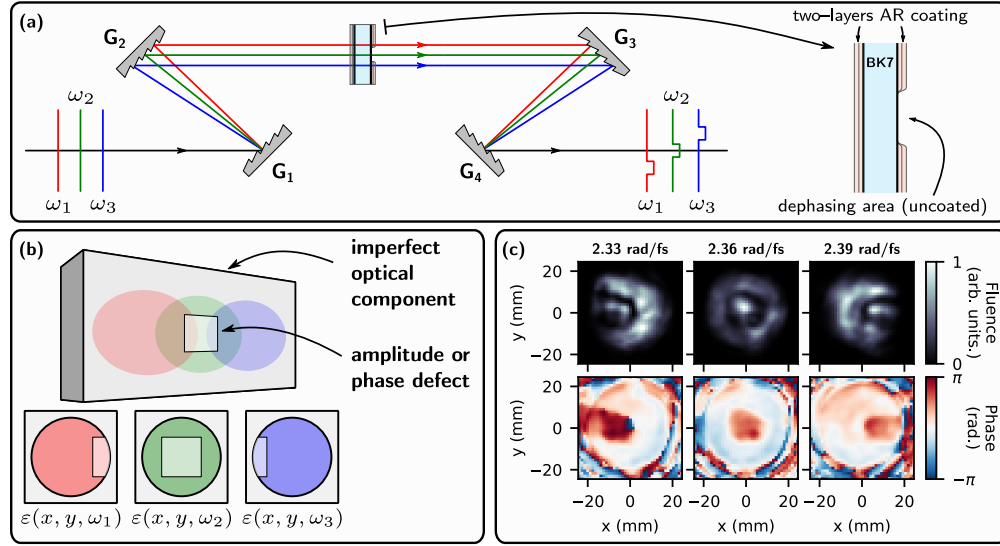 (a)
G₂
G₃
G₁
G₄
ω₂
ω₁
ω₃
ω₂
ω₁
ω₃
two-layers AR coating
BK7
dephasing area (uncoated)
(b)
imperfect
optical
component
amplitude or
phase defect
ε(x, y, ω₁)
ε(x, y, ω₂)
ε(x, y, ω₃)
(c)
2.33 rad/fs
2.36 rad/fs
2.39 rad/fs
y (mm)
20
0
−20
1
0
Fluence
(arb. units.)
y (mm)
20
0
−20
π
−π
Phase
(rad.)
−20 0
−20 0
−20 0 20
x (mm)
x (mm)
x (mm)